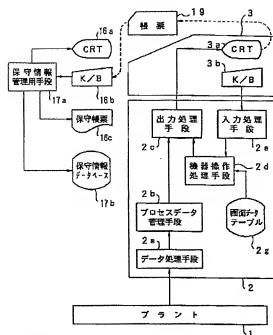 帳票
19
3
16a
CRT
3a
CRT
3b
K/B
保守情報
管理用手段
17a
K/B
16b
保守帳票
16c
保守情報
データベース
17b
出力処理
手段
2c
入力処理
手段
2e
機器操作
処理手段
2d
2b
プロセスデータ
管理手段
画面データ
テーブル
2g
2a
データ処理手段
2
プラント
1